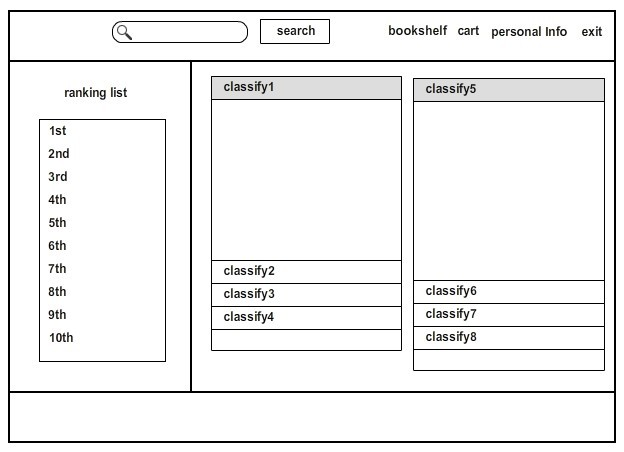 search bookshelf cart personal Info exit
ranking list
1st
2nd
3rd
4th
5th
6th
7th
8th
9th
10th
classify1
classify2
classify3
classify4
classify5
classify6
classify7
classify8